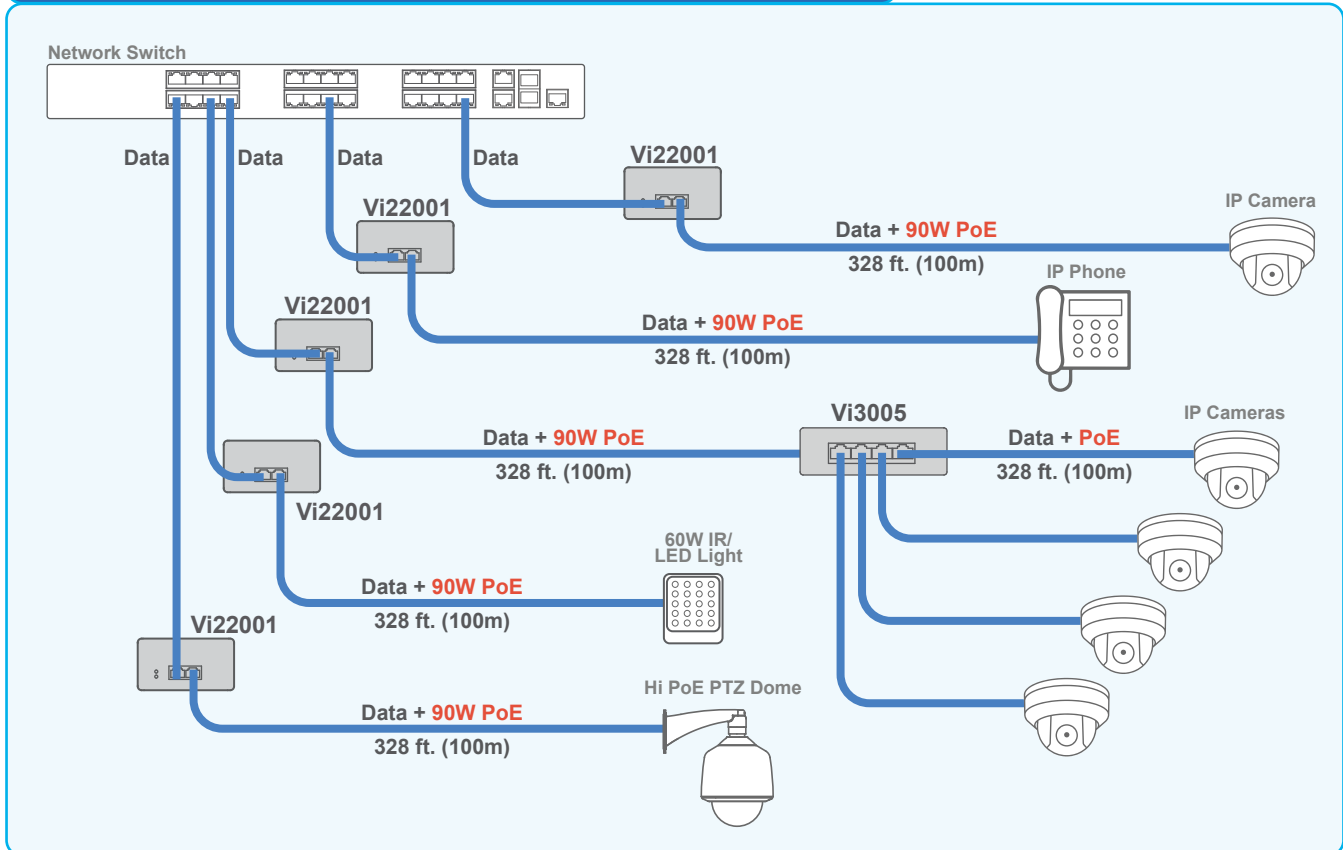 Network Switch
Data
Data
Data
Data
Vi22001
IP Camera
Data + 90W PoE
328 ft. (100m)
Vi22001
IP Phone
Data + 90W PoE
328 ft. (100m)
Vi22001
Vi3005
IP Cameras
Data + 90W PoE
328 ft. (100m)
Data + PoE
328 ft. (100m)
Vi22001
60W IR/
LED Light
Data + 90W PoE
328 ft. (100m)
Vi22001
Hi PoE PTZ Dome
Data + 90W PoE
328 ft. (100m)